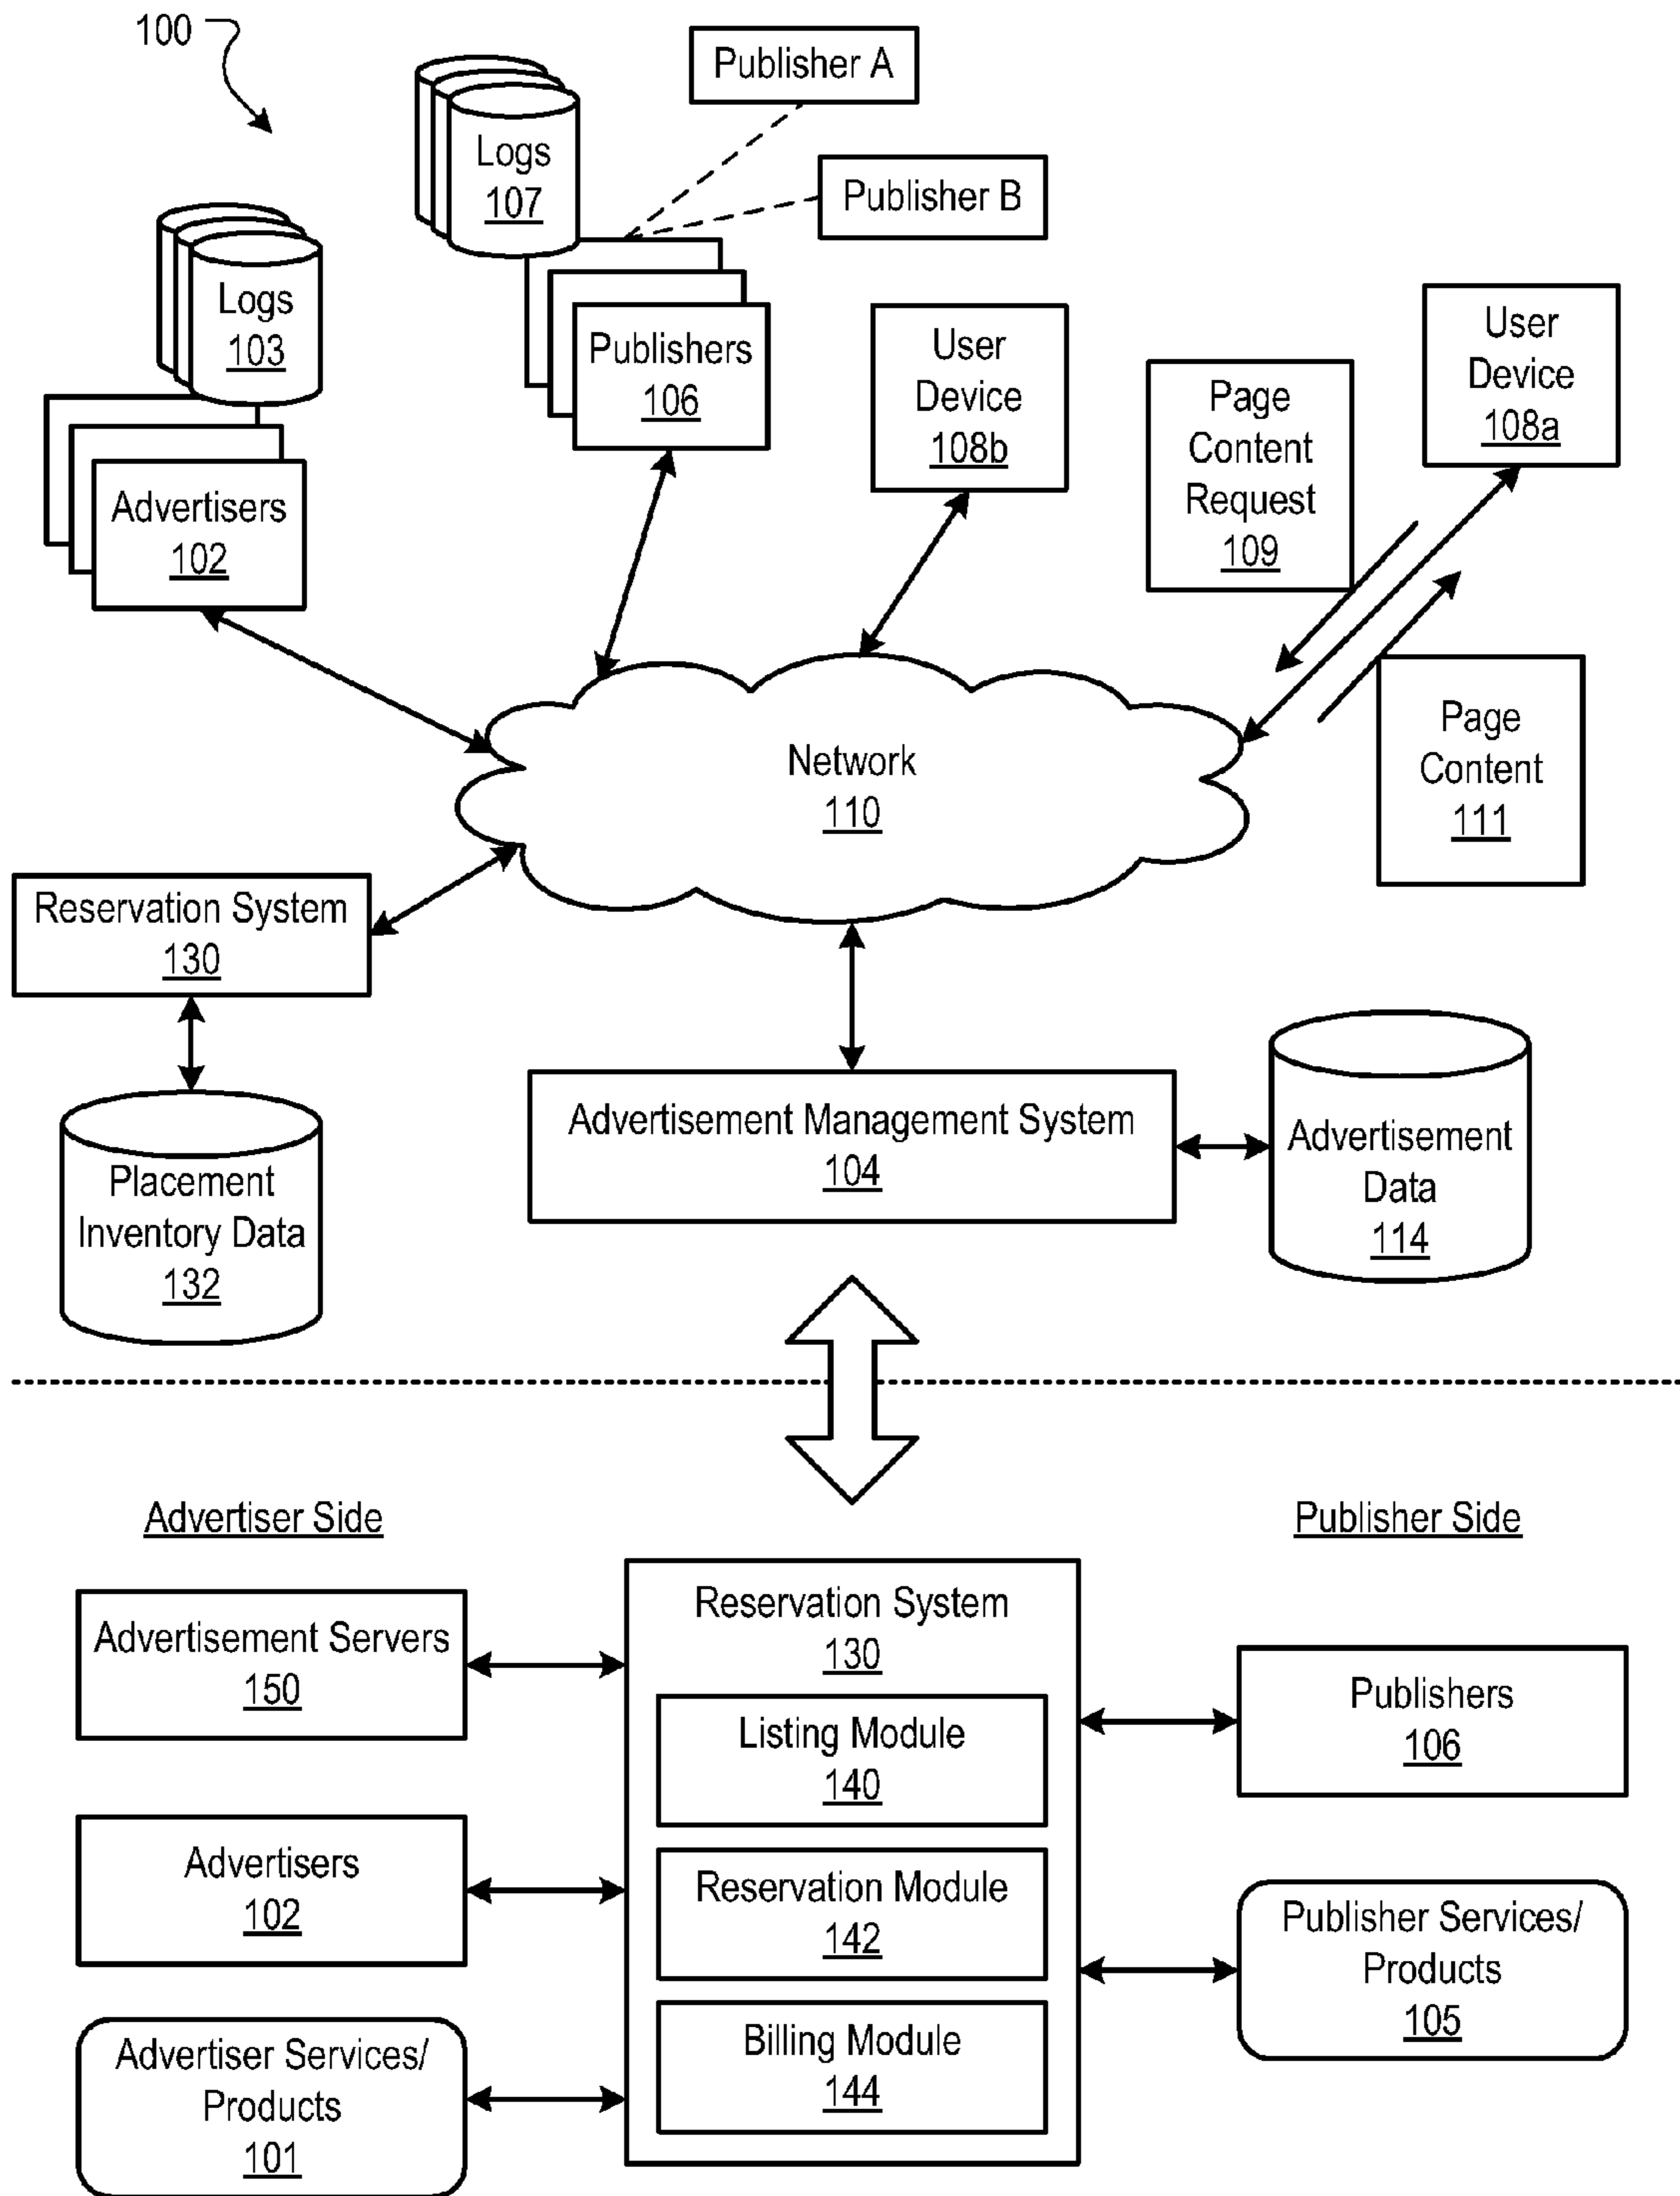 100
Publisher A
Logs
107
Publisher B
Logs
103
Publishers
106
User
Device
108b
User
Device
108a
Page
Content
Request
109
Advertisers
102
Page
Content
111
Network
110
Reservation System
130
Advertisement Management System
104
Advertisement
Data
114
Placement
Inventory Data
132
Advertiser Side
Publisher Side
Advertisement Servers
150
Reservation System
130
Listing Module
140
Publishers
106
Advertisers
102
Reservation Module
142
Publisher Services/
Products
105
Advertiser Services/
Products
101
Billing Module
144